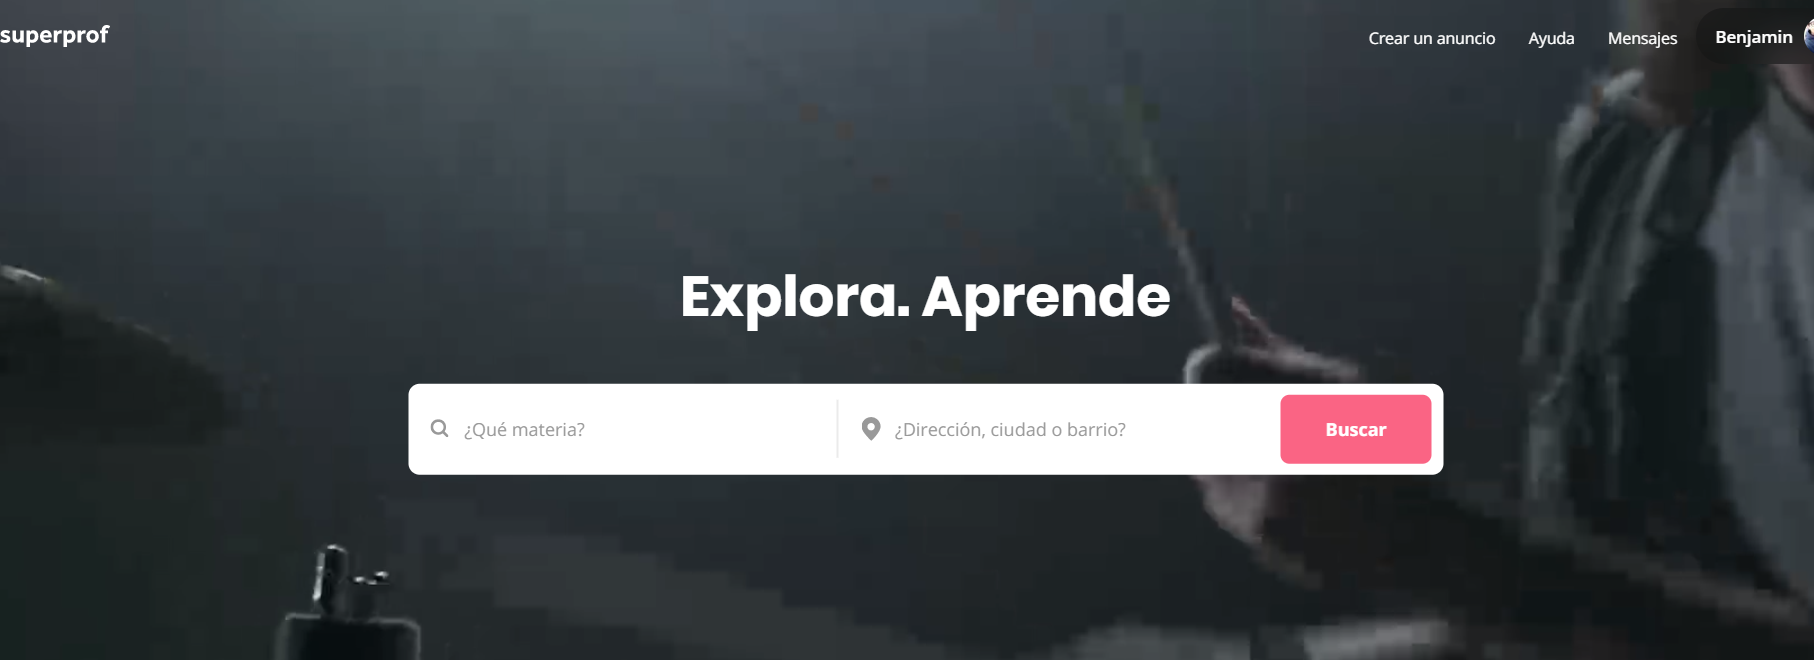 superprof
Crear un anuncio
Ayuda
Mensajes
Benjamin
Explora. Aprende
¿Qué materia?
¿Dirección, ciudad o barrio?
Buscar